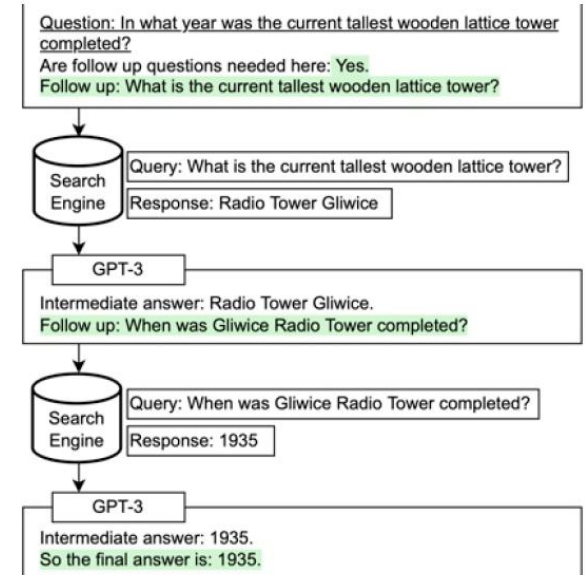 Question: In what year was the current tallest wooden lattice tower
completed?
Are follow up questions needed here: Yes.
Follow up: What is the current tallest wooden lattice tower?
Search
Engine
Query: What is the current tallest wooden lattice tower?
Response: Radio Tower Gliwice
GPT-3
Intermediate answer: Radio Tower Gliwice.
Follow up: When was Gliwice Radio Tower completed?
Search
Engine
Query: When was Gliwice Radio Tower completed?
Response: 1935
GPT-3
Intermediate answer: 1935.
So the final answer is: 1935.